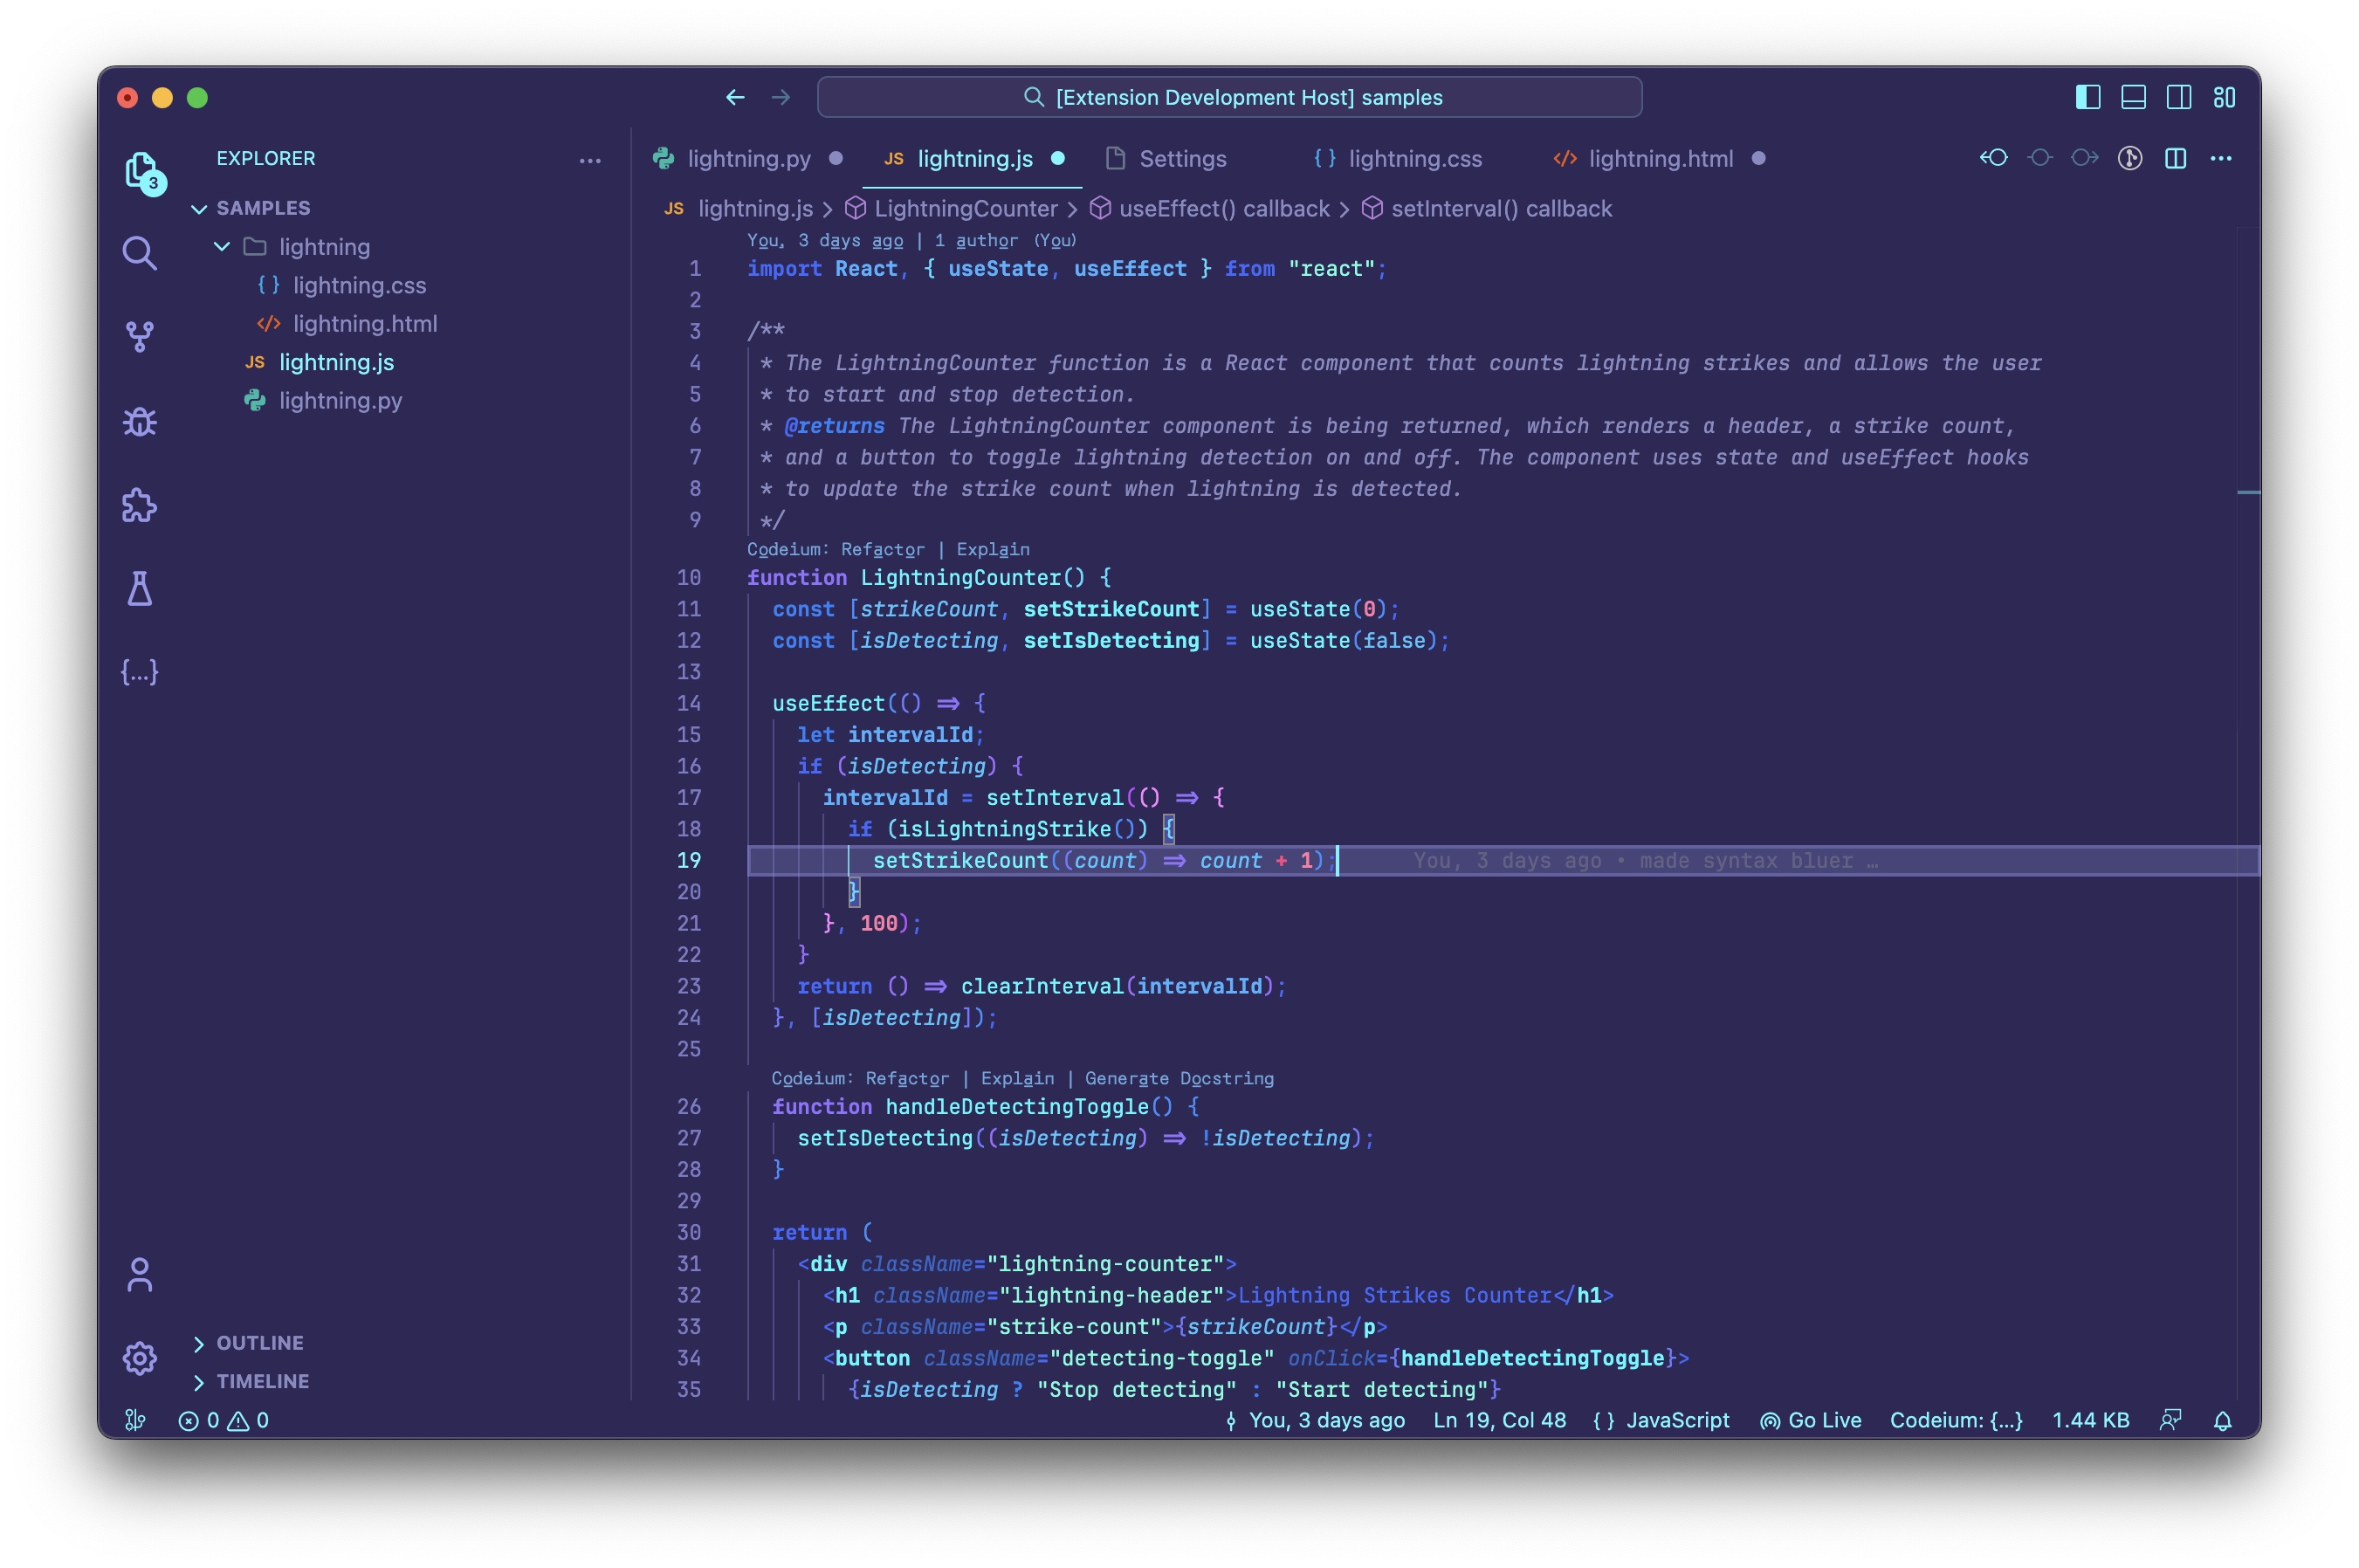 [Extension Development Host] samples
EXPLORER
3
SAMPLES
lightning
{ } lightning.css
</> lightning.html
JS lightning.js
lightning.py
OUTLINE
TIMELINE
lightning.py JS lightning.js Settings { } lightning.css </> lightning.html
JS lightning.js > LightningCounter > useEffect() callback > setInterval() callback
You, 3 days ago | 1 author (You)
1 import React, { useState, useEffect } from "react";
2
3 /**
4 * The LightningCounter function is a React component that counts lightning strikes and allows the user
5 * to start and stop detection.
6 * @returns The LightningCounter component is being returned, which renders a header, a strike count,
7 * and a button to toggle lightning detection on and off. The component uses state and useEffect hooks
8 * to update the strike count when lightning is detected.
9 */
Codeium: Refactor | Explain
10 function LightningCounter() {
11 const [strikeCount, setStrikeCount] = useState(0);
12 const [isDetecting, setIsDetecting] = useState(false);
13
14 useEffect(() => {
15 let intervalId;
16 if (isDetecting) {
17 intervalId = setInterval(() => {
18 if (isLightningStrike()) {
19 setStrikeCount((count) => count + 1); You, 3 days ago • made syntax bluer …
20 }
21 }, 100);
22 }
23 return () => clearInterval(intervalId);
24 }, [isDetecting]);
25
Codeium: Refactor | Explain | Generate Docstring
26 function handleDetectingToggle() {
27 setIsDetecting((isDetecting) => !isDetecting);
28 }
29
30 return (
31 <div className="lightning-counter">
32 <h1 className="lightning-header">Lightning Strikes Counter</h1>
33 <p className="strike-count">{strikeCount}</p>
34 <button className="detecting-toggle" onClick={handleDetectingToggle}>
35 {isDetecting ? "Stop detecting" : "Start detecting"}
0 0 You, 3 days ago Ln 19, Col 48 { } JavaScript Go Live Codeium: {...} 1.44 KB